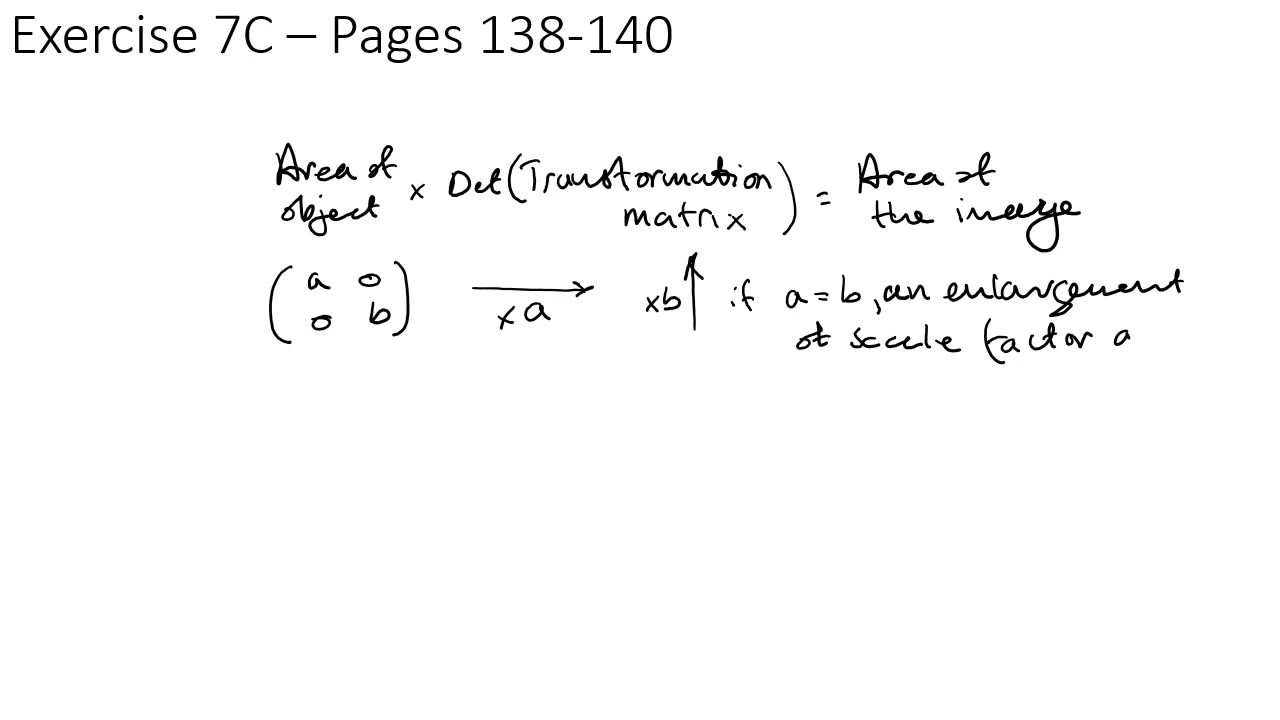 Exercise 7C – Pages 138-140
Area of object × Det(Transformation matrix) = Area of the image
(a 0
0 b) → ×a ×b↑ if a = b, an enlargement
of scale factor a